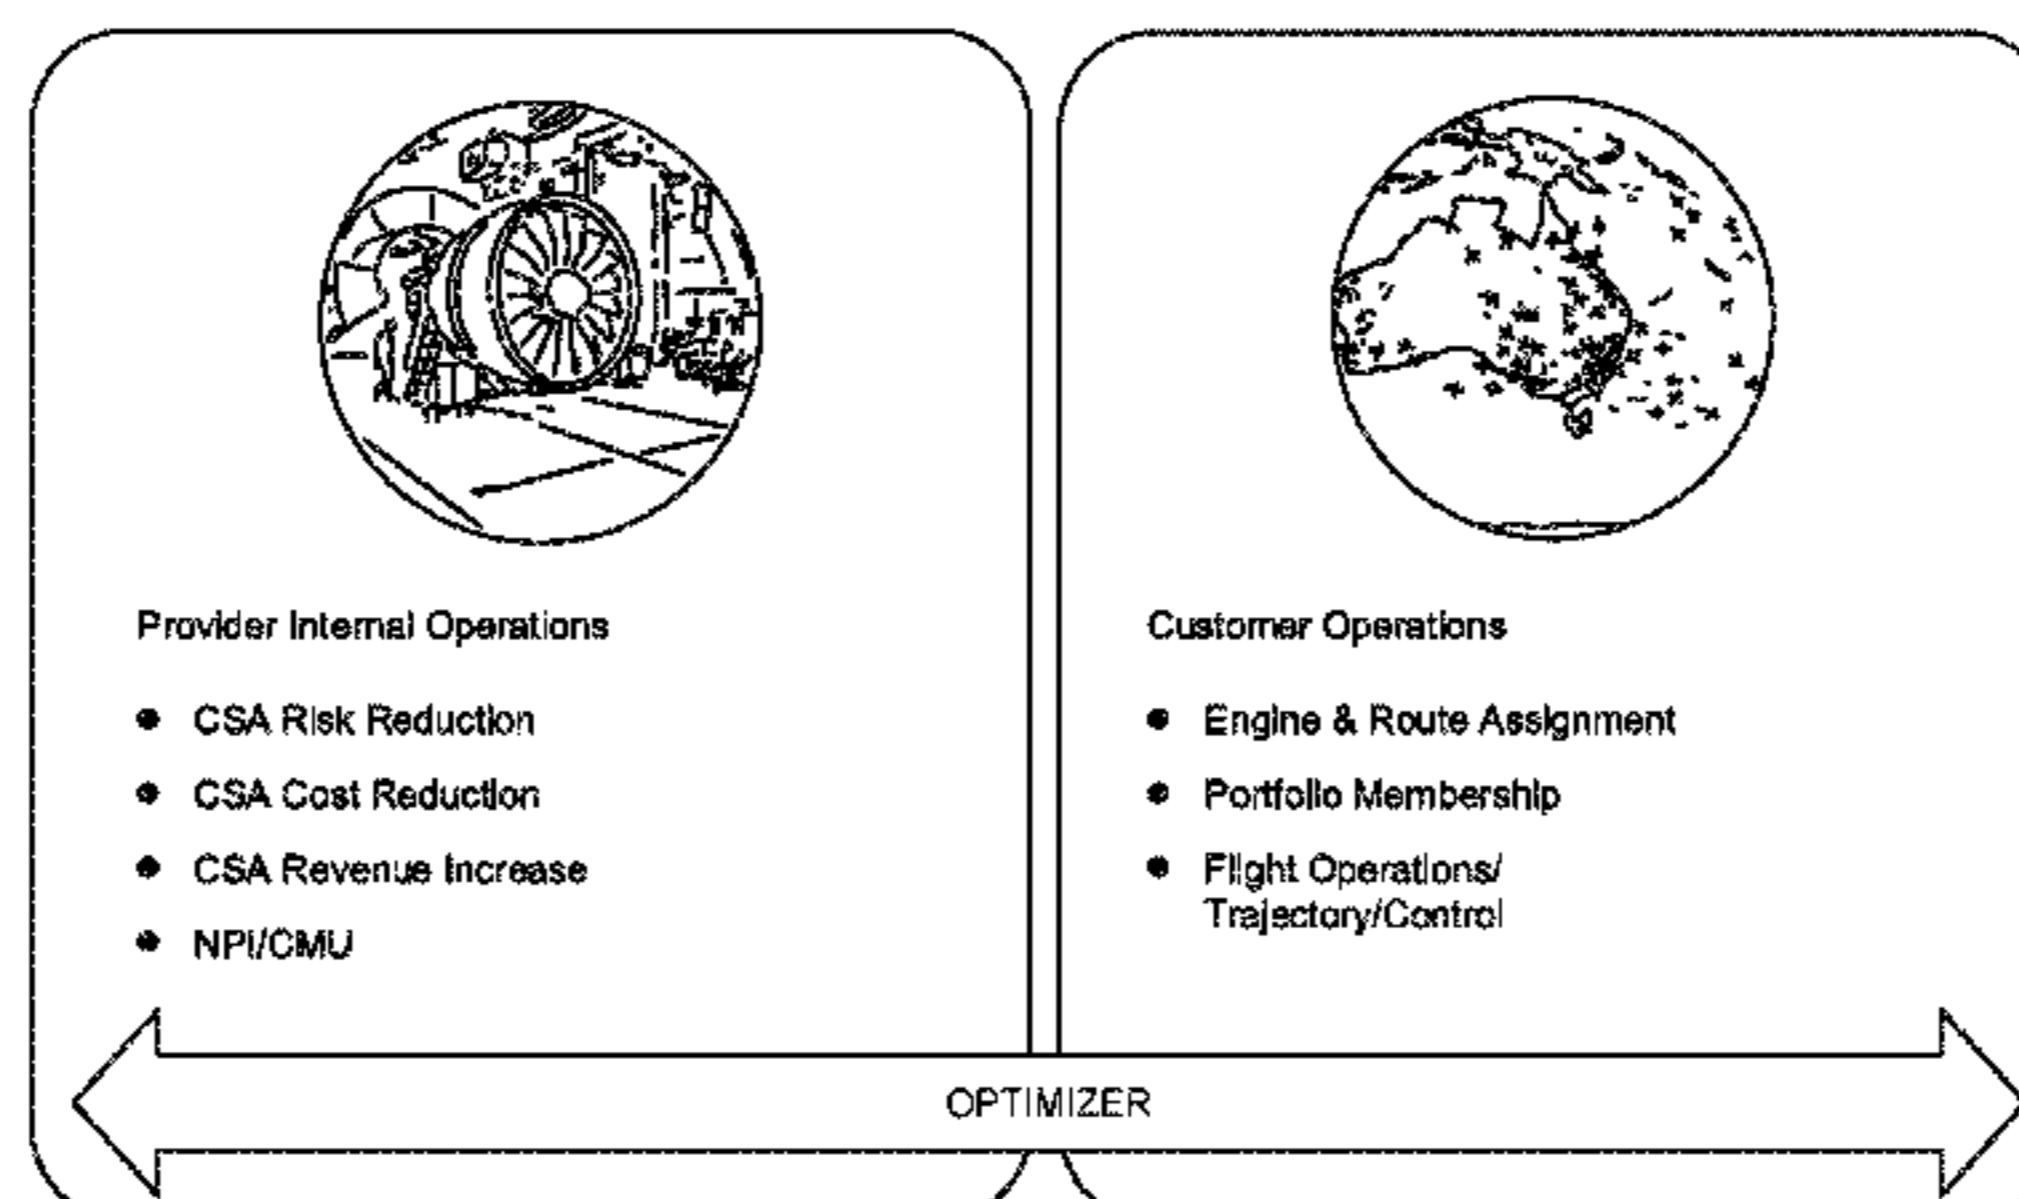 Provider Internal Operations
• CSA Risk Reduction
• CSA Cost Reduction
• CSA Revenue Increase
• NPI/CMU
Customer Operations
• Engine & Route Assignment
• Portfolio Membership
• Flight Operations/
Trajectory/Control
OPTIMIZER